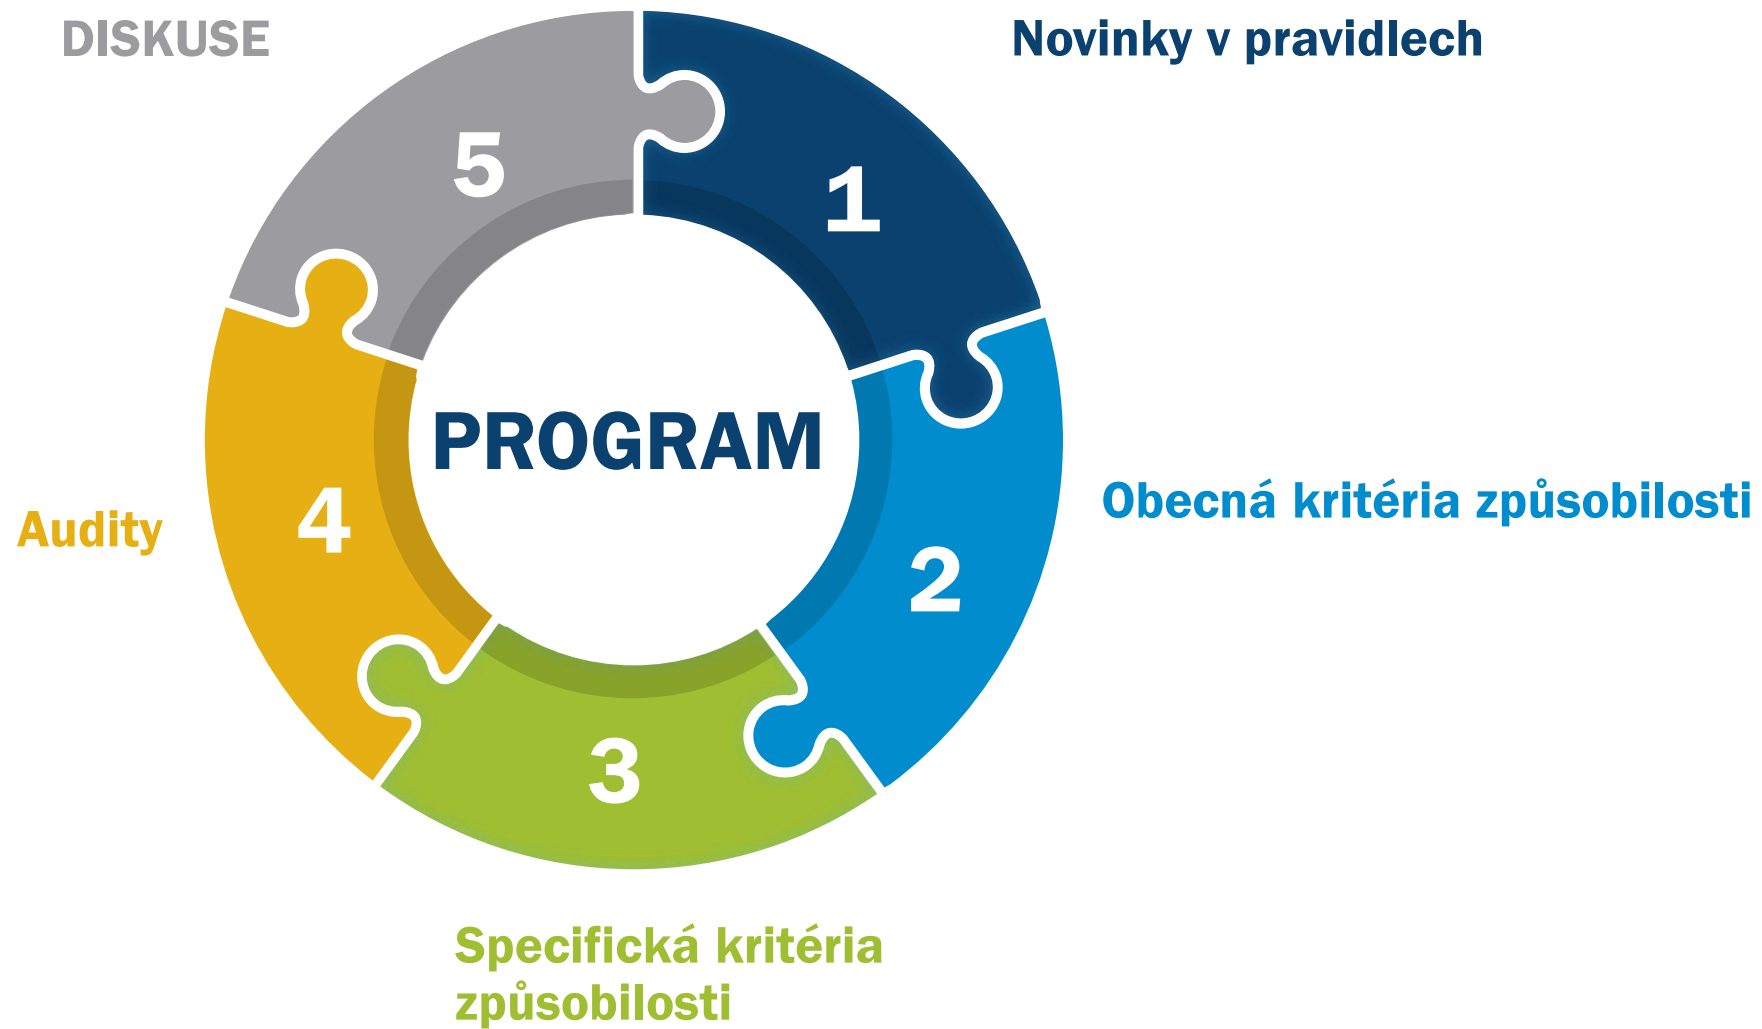 DISKUSE
Novinky v pravidlech
5
1
PROGRAM
Audity
4
Obecná kritéria způsobilosti
2
3
Specifická kritéria
způsobilosti